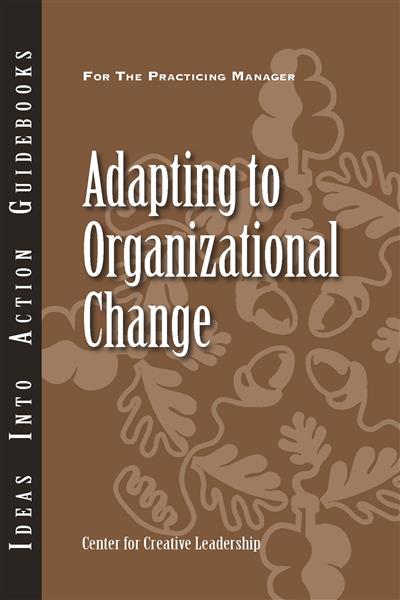 For The Practicing Manager
Adapting to
Organizational
Change
Center for Creative Leadership
Ideas Into Action Guidebooks